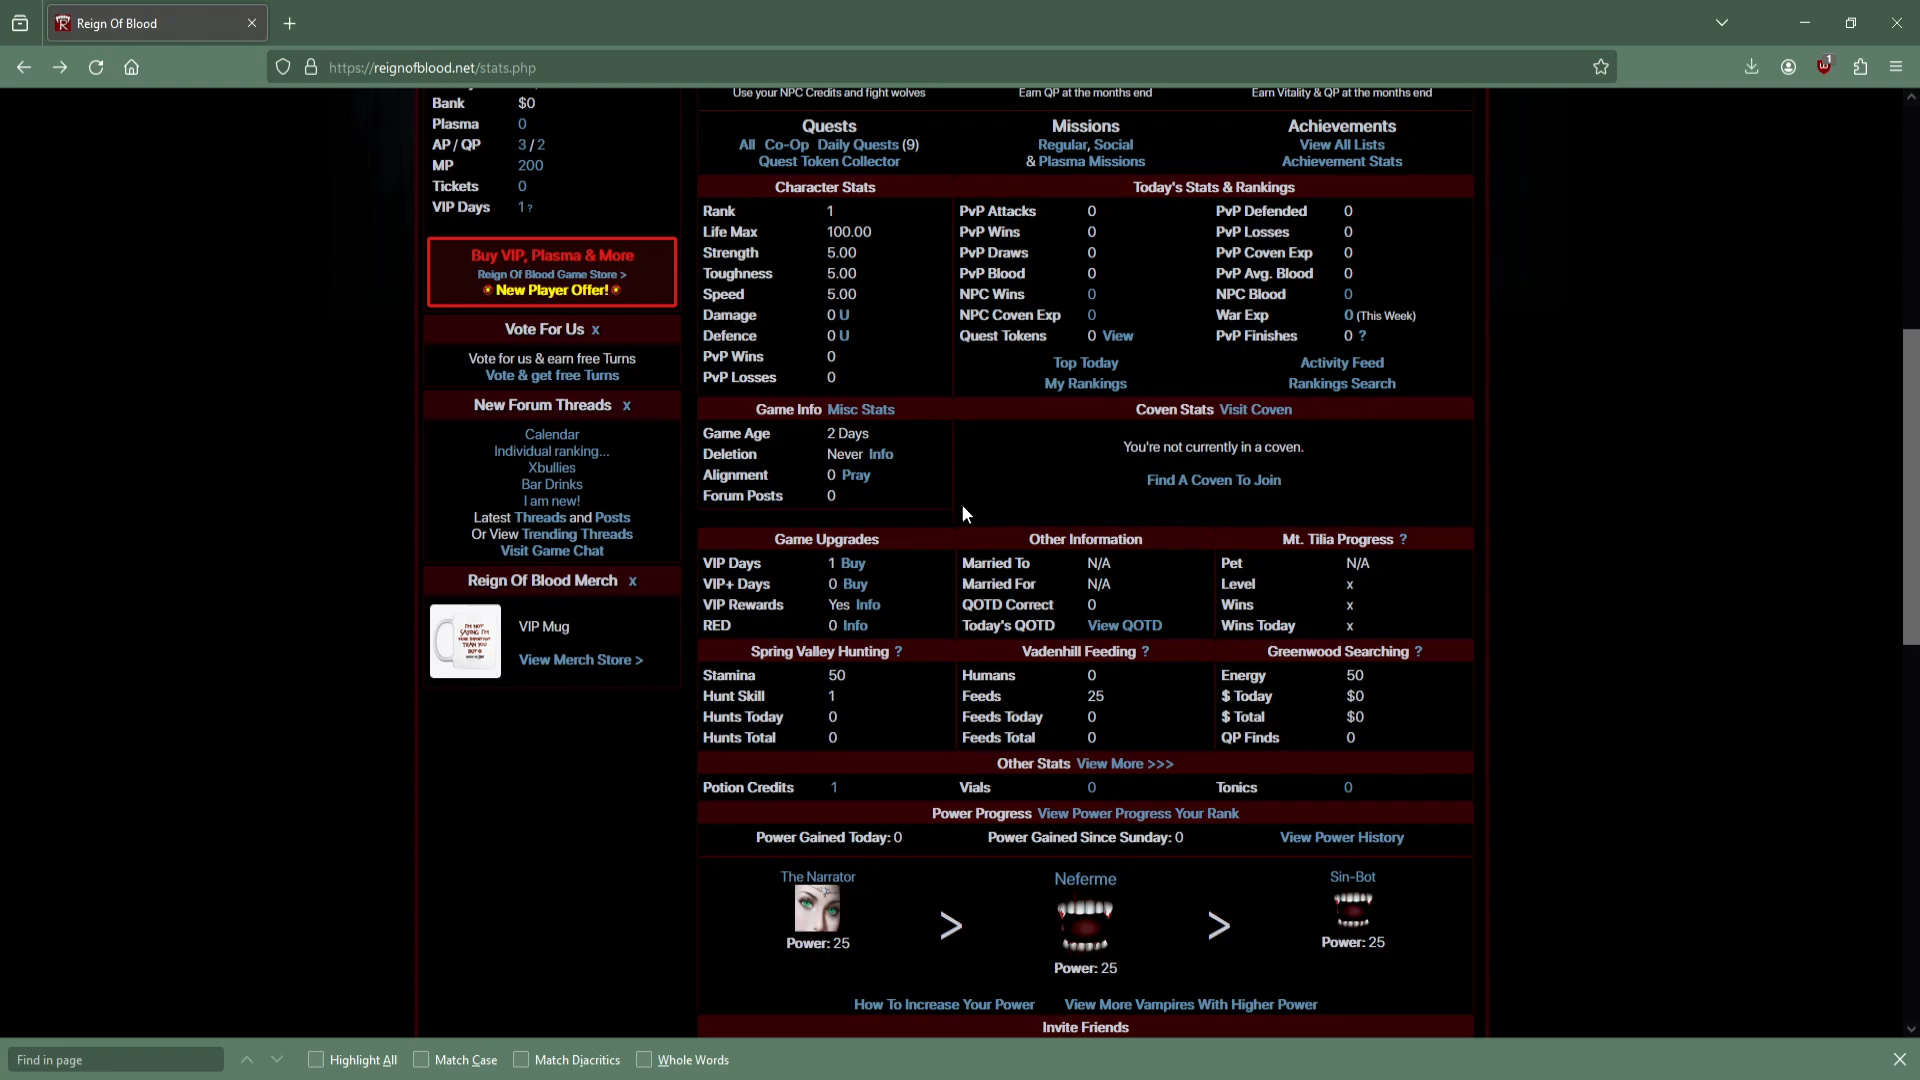 Reign Of Blood
https://reignofblood.net/stats.php
Bank $0
Plasma 0
AP / QP 3 / 2
MP 200
Tickets 0
VIP Days 1 ?
Buy VIP, Plasma & More
Reign Of Blood Game Store >
New Player Offer!
Vote For Us x
Vote for us & earn free Turns
Vote & get free Turns
New Forum Threads x
Calendar
Individual ranking...
Xbullies
Bar Drinks
I am new!
Latest Threads and Posts
Or View Trending Threads
Visit Game Chat
Reign Of Blood Merch x
I'M NOT
SAYING I'M
MORE IMPORTANT
THAN YOU
BUT
VIP Mug
View Merch Store >
Use your NPC Credits and fight wolves Earn QP at the months end Earn Vitality & QP at the months end
Quests Missions Achievements
All Co-Op Daily Quests (9) Regular, Social View All Lists
Quest Token Collector & Plasma Missions Achievement Stats
Character Stats Today's Stats & Rankings
Rank 1 PvP Attacks 0 PvP Defended 0
Life Max 100.00 PvP Wins 0 PvP Losses 0
Strength 5.00 PvP Draws 0 PvP Coven Exp 0
Toughness 5.00 PvP Blood 0 PvP Avg. Blood 0
Speed 5.00 NPC Wins 0 NPC Blood 0
Damage 0 U NPC Coven Exp 0 War Exp 0 (This Week)
Defence 0 U Quest Tokens 0 View PvP Finishes 0 ?
PvP Wins 0 Top Today Activity Feed
PvP Losses 0 My Rankings Rankings Search
Game Info Misc Stats Coven Stats Visit Coven
Game Age 2 Days
Deletion Never Info
Alignment 0 Pray
Forum Posts 0
You're not currently in a coven.
Find A Coven To Join
Game Upgrades Other Information Mt. Tilia Progress ?
VIP Days 1 Buy Married To N/A Pet N/A
VIP+ Days 0 Buy Married For N/A Level x
VIP Rewards Yes Info QOTD Correct 0 Wins x
RED 0 Info Today's QOTD View QOTD Wins Today x
Spring Valley Hunting ? Vadenhill Feeding ? Greenwood Searching ?
Stamina 50 Humans 0 Energy 50
Hunt Skill 1 Feeds 25 $ Today $0
Hunts Today 0 Feeds Today 0 $ Total $0
Hunts Total 0 Feeds Total 0 QP Finds 0
Other Stats View More >>>
Potion Credits 1 Vials 0 Tonics 0
Power Progress View Power Progress Your Rank
Power Gained Today: 0 Power Gained Since Sunday: 0 View Power History
The Narrator Neferme Sin-Bot
> >
Power: 25 Power: 25 Power: 25
How To Increase Your Power View More Vampires With Higher Power
Invite Friends
Find in page Highlight All Match Case Match Diacritics Whole Words